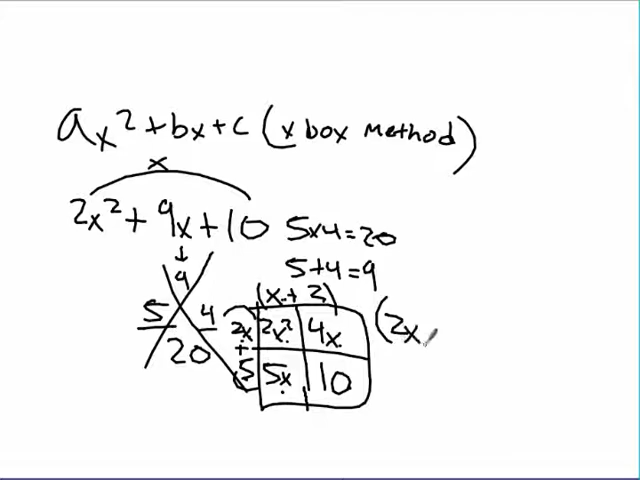 ax²+bx+c (x box method)
x
2x²+9x+10
5x4=20
5+4=9
9
5 4
20
(x+2)
2x 2x² 4x
+
5 5x 10
(2x